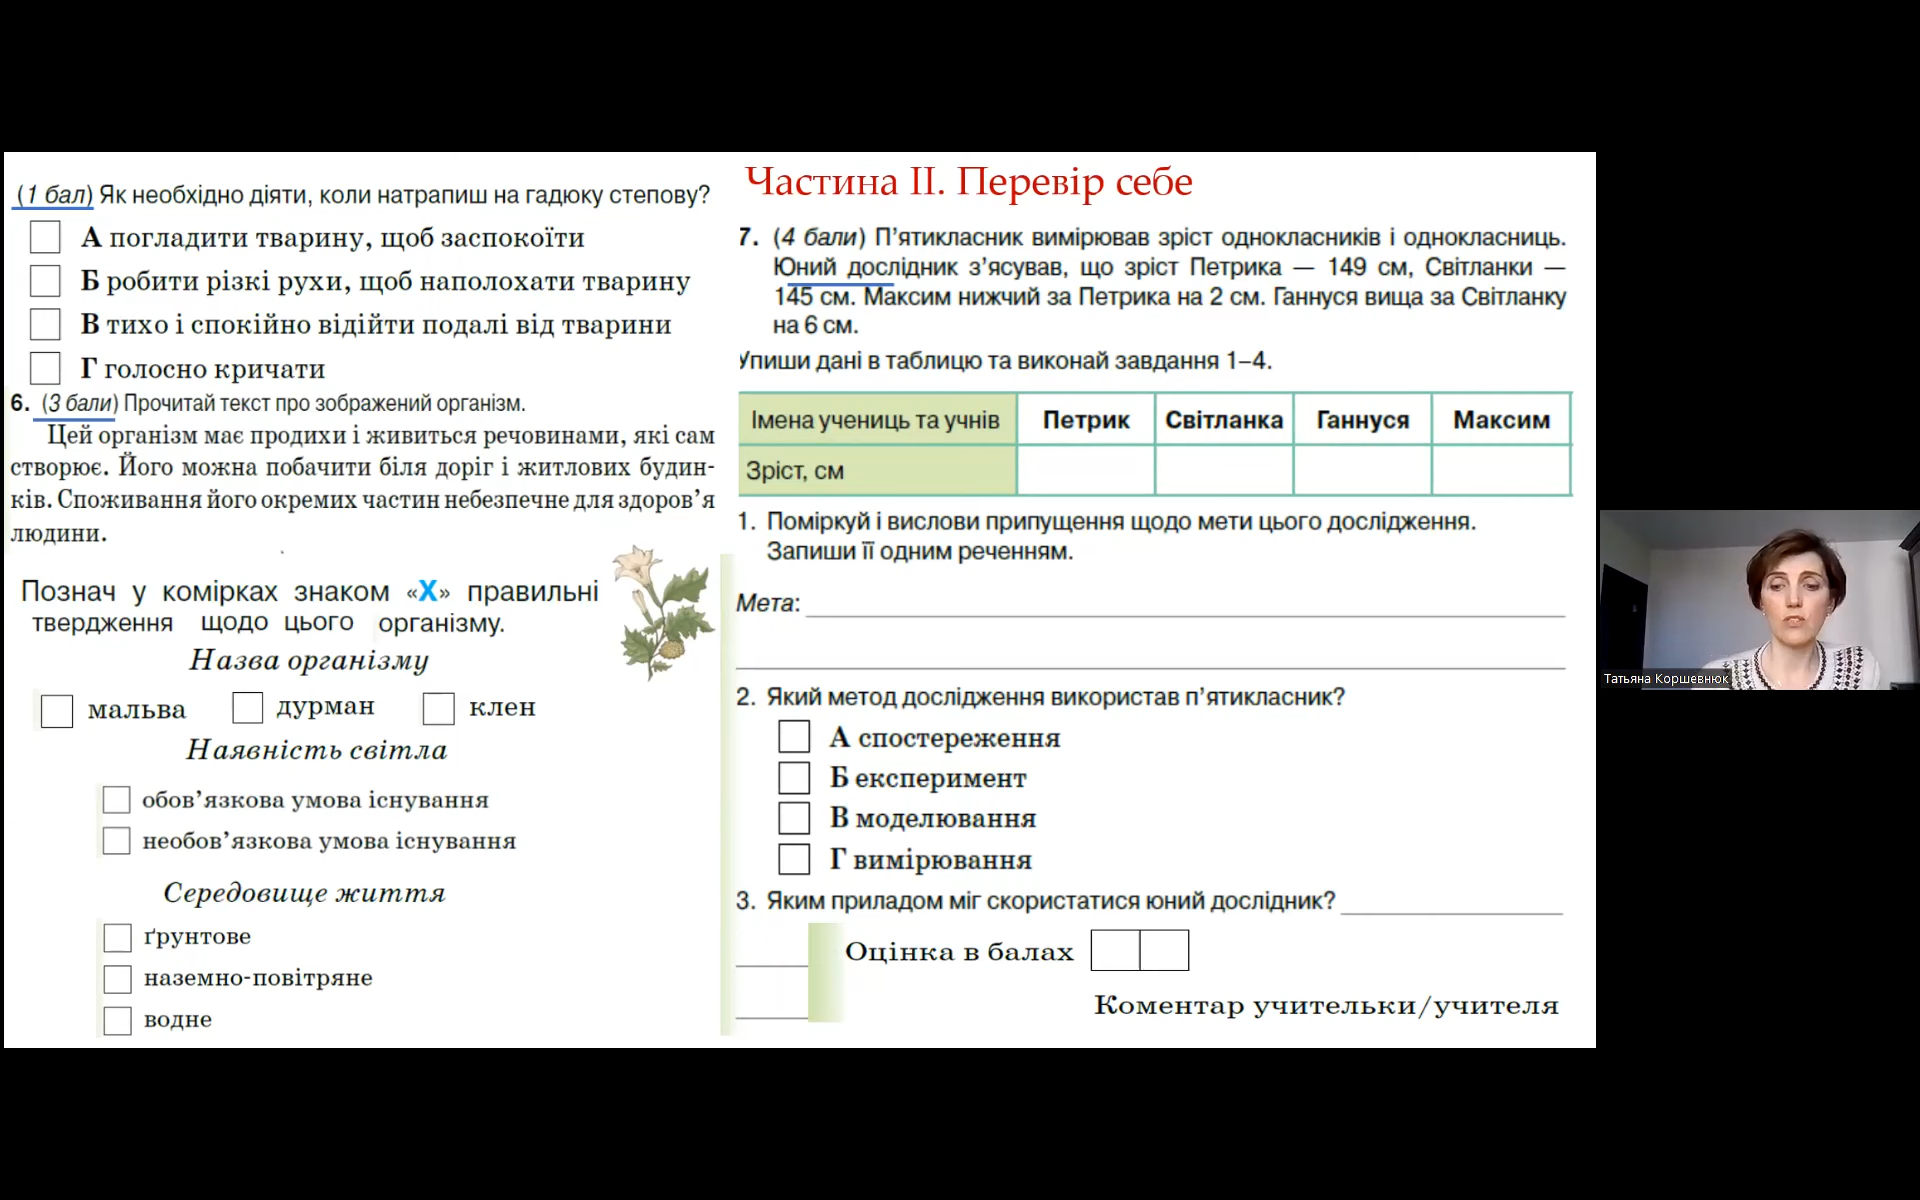 (1 бал) Як необхідно діяти, коли натрапиш на гадюку степову?
А погладити тварину, щоб заспокоїти
Б робити різкі рухи, щоб наполохати тварину
В тихо і спокійно відійти подалі від тварини
Г голосно кричати
6. (3 бали) Прочитай текст про зображений організм.
Цей організм має продихи і живиться речовинами, які сам
створює. Його можна побачити біля доріг і житлових будин-
ків. Споживання його окремих частин небезпечне для здоров’я
людини.
Познач у комірках знаком «Х» правильні
твердження щодо цього організму.
Назва організму
мальва дурман клен
Наявність світла
обов’язкова умова існування
необов’язкова умова існування
Середовище життя
ґрунтове
наземно-повітряне
водне
Частина II. Перевір себе
7. (4 бали) П’ятикласник вимірював зріст однокласників і однокласниць.
Юний дослідник з’ясував, що зріст Петрика — 149 см, Світланки —
145 см. Максим нижчий за Петрика на 2 см. Ганнуся вища за Світланку
на 6 см.
Упиши дані в таблицю та виконай завдання 1–4.
Імена учениць та учнів Петрик Світланка Ганнуся Максим
Зріст, см
1. Поміркуй і вислови припущення щодо мети цього дослідження.
Запиши її одним реченням.
Мета:
2. Який метод дослідження використав п’ятикласник?
А спостереження
Б експеримент
В моделювання
Г вимірювання
3. Яким приладом міг скористатися юний дослідник?
Оцінка в балах
Коментар учительки/учителя
Татьяна Коршевнюк